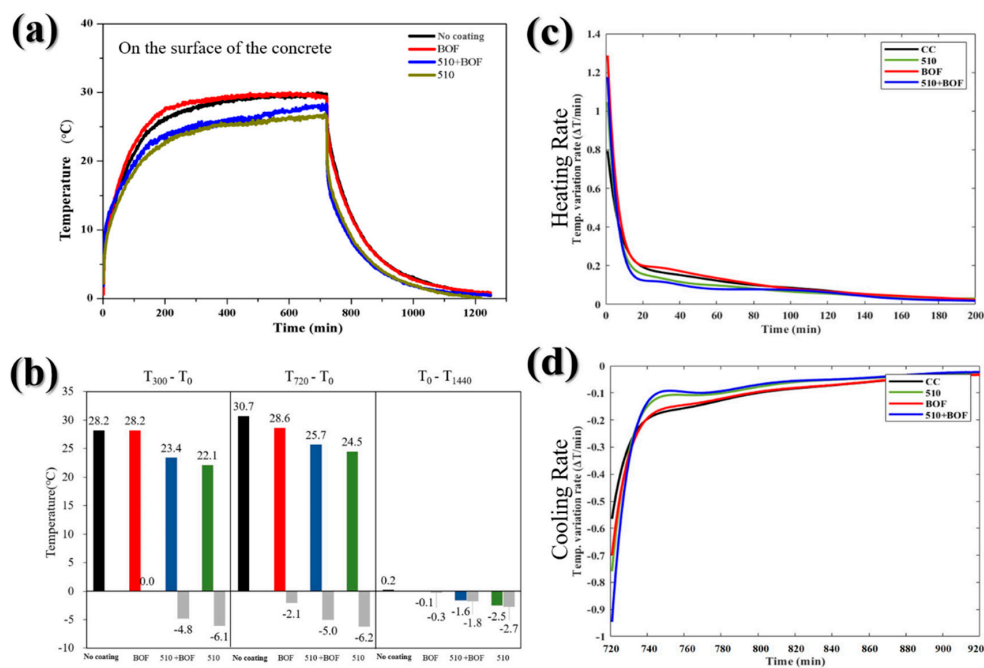 (a)
40
30
20
10
0
Temperature (°C)
On the surface of the concrete
No coating
BOF
510+BOF
510
0
200
400
600
800
1000
1200
Time (min)
(b)
T300 - T0
T720 - T0
T0 - T1440
35
30
25
20
15
10
5
0
-5
-10
Temperature(°C)
28.2
28.2
0.0
23.4
-4.8
22.1
-6.1
30.7
28.6
-2.1
25.7
-5.0
24.5
-6.2
0.2
-0.1
-0.3
-1.6
-1.8
-2.5
-2.7
No coating
BOF
510+BOF
510
No coating
BOF
510+BOF
510
No coating
BOF
510+BOF
510
(c)
Heating Rate
Temp. variation rate (ΔT/min)
1.4
1.2
1
0.8
0.6
0.4
0.2
0
CC
510
BOF
510+BOF
0
20
40
60
80
100
120
140
160
180
200
Time (min)
(d)
Cooling Rate
Temp. variation rate (ΔT/min)
0
-0.1
-0.2
-0.3
-0.4
-0.5
-0.6
-0.7
-0.8
-0.9
-1
CC
510
BOF
510+BOF
720
740
760
780
800
820
840
860
880
900
920
Time (min)